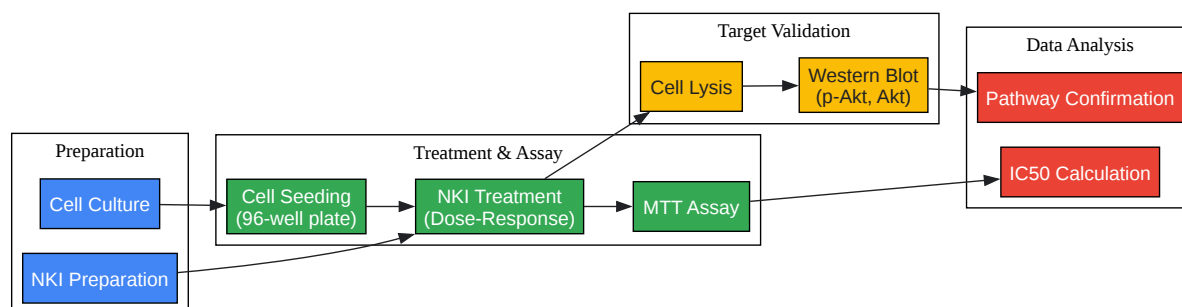 Preparation
Cell Culture
NKI Preparation
Treatment & Assay
Cell Seeding
(96-well plate)
NKI Treatment
(Dose-Response)
MTT Assay
Target Validation
Cell Lysis
Western Blot
(p-Akt, Akt)
Data Analysis
Pathway Confirmation
IC50 Calculation